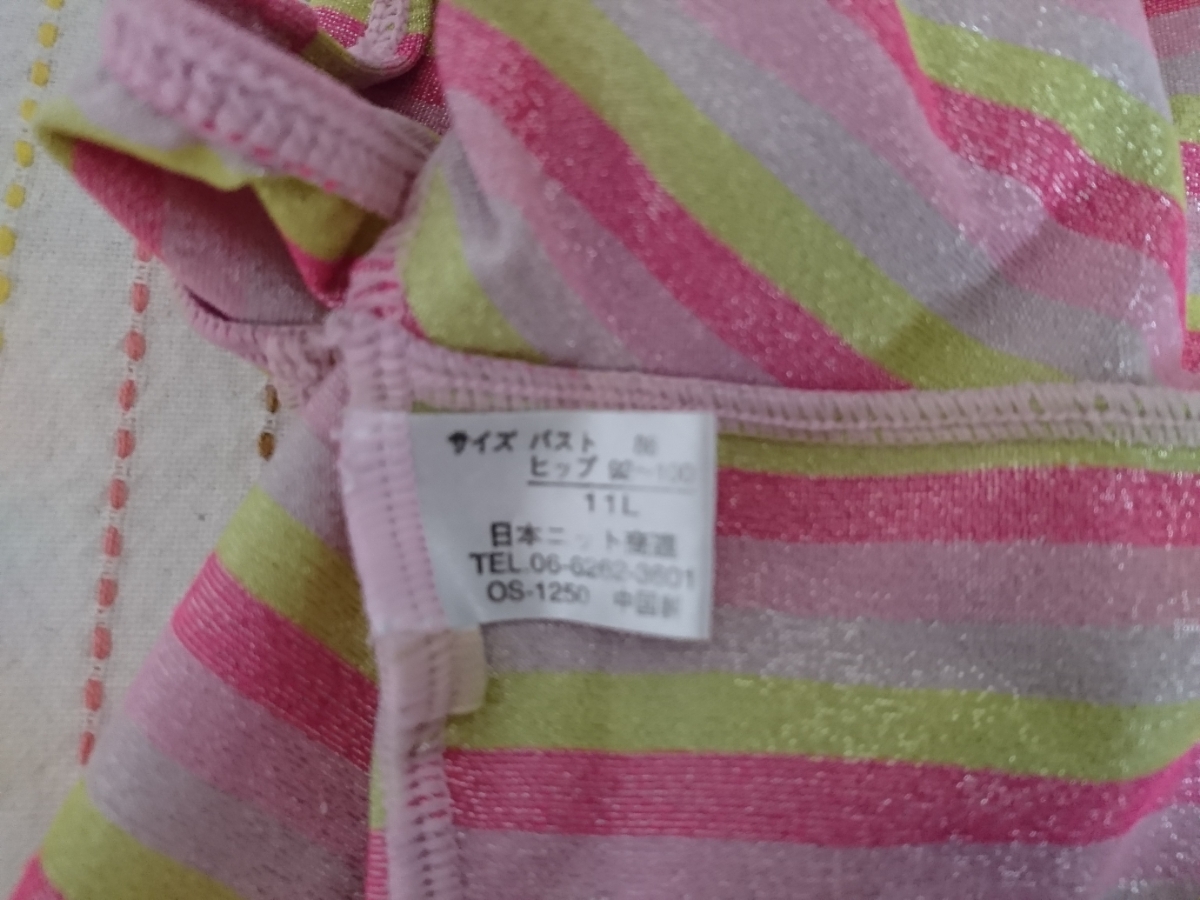 サイズ バスト 86
ヒップ 92～100
11L
日本ニット
TEL.06-6262-3601
OS-1250 中国製